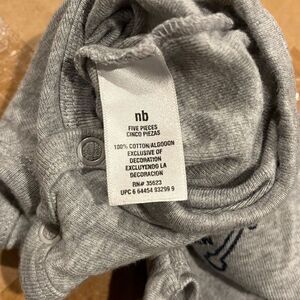 nb
FIVE PIECES
CINCO PIEZAS
100% COTTON/ALGODON
EXCLUSIVE OF
DECORATION
EXCLUYENDO LA
DECORACION
RN# 35623
UPC 6 64454 93299 9